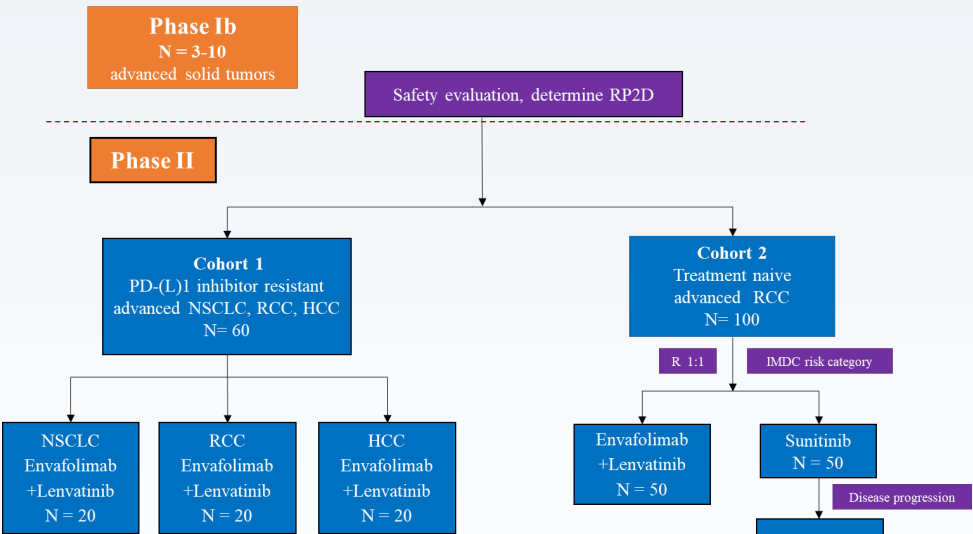 Phase Ib
N = 3-10
advanced solid tumors
Safety evaluation, determine RP2D
Phase II
Cohort 1
PD-(L)1 inhibitor resistant
advanced NSCLC, RCC, HCC
N= 60
Cohort 2
Treatment naive
advanced RCC
N= 100
R 1:1
IMDC risk category
NSCLC
Envafolimab
+Lenvatinib
N = 20
RCC
Envafolimab
+Lenvatinib
N = 20
HCC
Envafolimab
+Lenvatinib
N = 20
Envafolimab
+Lenvatinib
N = 50
Sunitinib
N = 50
Disease progression